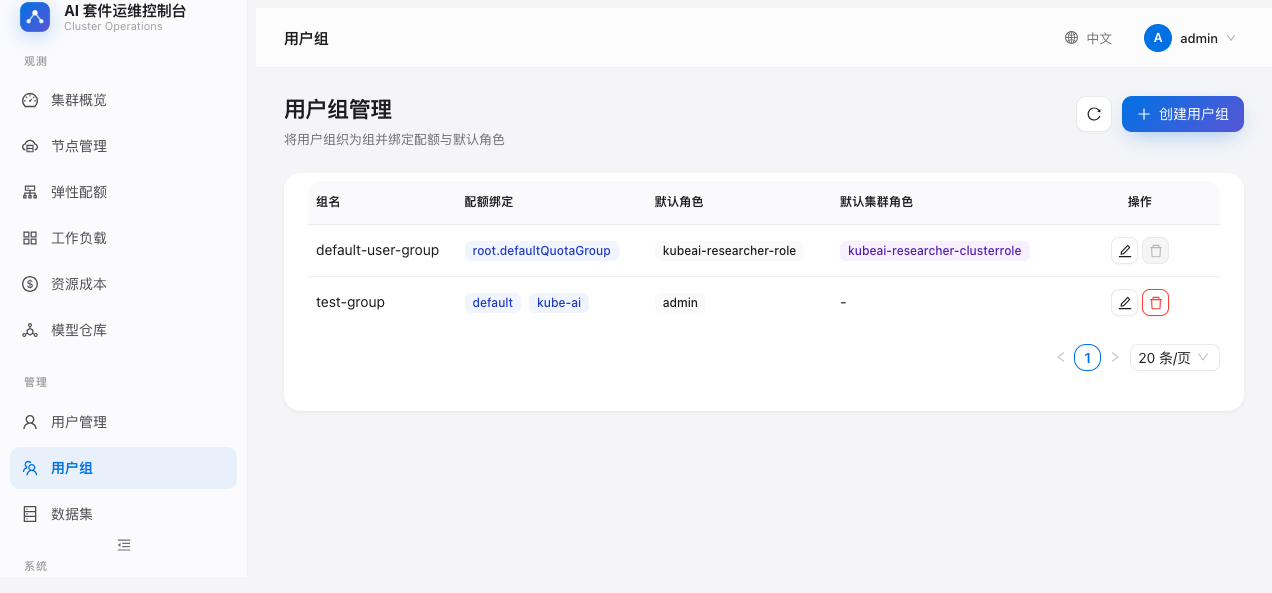 AI 套件运维控制台
Cluster Operations
观测
集群概览
节点管理
弹性配额
工作负载
资源成本
模型仓库
管理
用户管理
用户组
数据集
系统
用户组
中文
A
admin
用户组管理
将用户组织为组并绑定配额与默认角色
创建用户组
组名 配额绑定 默认角色 默认集群角色 操作
default-user-group root.defaultQuotaGroup kubeai-researcher-role kubeai-researcher-clusterrole
test-group default kube-ai admin -
1 20 条/页